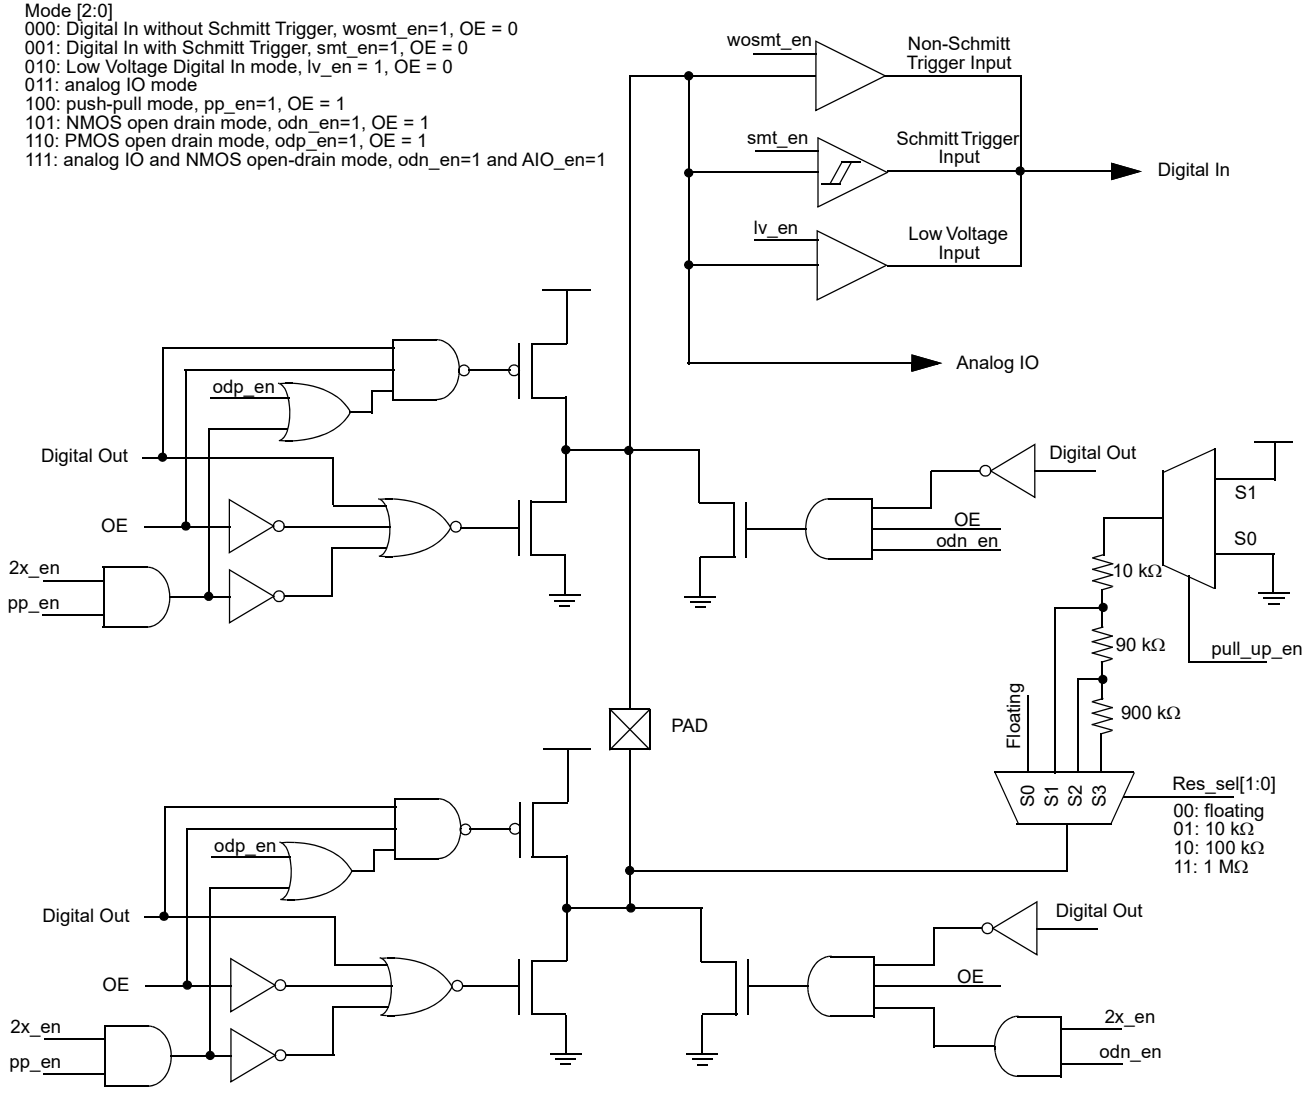 Mode [2:0]
000: Digital In without Schmitt Trigger, wosmt_en=1, OE = 0
001: Digital In with Schmitt Trigger, smt_en=1, OE = 0
010: Low Voltage Digital In mode, lv_en = 1, OE = 0
011: analog IO mode
100: push-pull mode, pp_en=1, OE = 1
101: NMOS open drain mode, odn_en=1, OE = 1
110: PMOS open drain mode, odp_en=1, OE = 1
111: analog IO and NMOS open-drain mode, odn_en=1 and AIO_en=1
wosmt_en
Non-Schmitt
Trigger Input
smt_en
Schmitt Trigger
Input
Digital In
lv_en
Low Voltage
Input
Analog IO
odp_en
Digital Out
OE
2x_en
pp_en
Digital Out
OE
odn_en
S1
S0
10 kΩ
90 kΩ
900 kΩ
pull_up_en
Floating
PAD
S0
S1
S2
S3
Res_sel[1:0]
00: floating
01: 10 kΩ
10: 100 kΩ
11: 1 MΩ
odp_en
Digital Out
OE
2x_en
pp_en
Digital Out
OE
2x_en
odn_en